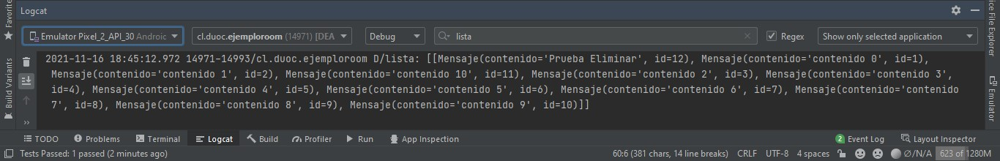 Logcat
Emulator Pixel_2_API_30 Androic
cl.duoc.ejemploroom (14971) [DEA
Debug
lista
Regex
Show only selected application
2021-11-16 18:45:12.972 14971-14993/cl.duoc.ejemploroom D/lista: [[Mensaje(contenido='Prueba Eliminar', id=12), Mensaje(contenido='contenido 0', id=1),
Mensaje(contenido='contenido 1', id=2), Mensaje(contenido='contenido 10', id=11), Mensaje(contenido='contenido 2', id=3), Mensaje(contenido='contenido 3',
id=4), Mensaje(contenido='contenido 4', id=5), Mensaje(contenido='contenido 5', id=6), Mensaje(contenido='contenido 6', id=7), Mensaje(contenido='contenido
7', id=8), Mensaje(contenido='contenido 8', id=9), Mensaje(contenido='contenido 9', id=10)]]
Favorite
Build Variants
ice File Explorer
Emulator
TODO
Problems
Terminal
Logcat
Build
Profiler
Run
App Inspection
2 Event Log
Layout Inspector
Tests Passed: 1 passed (2 minutes ago)
60:6 (381 chars, 14 line breaks)
CRLF
UTF-8
4 spaces
Ø/N/A
623 of 1280M